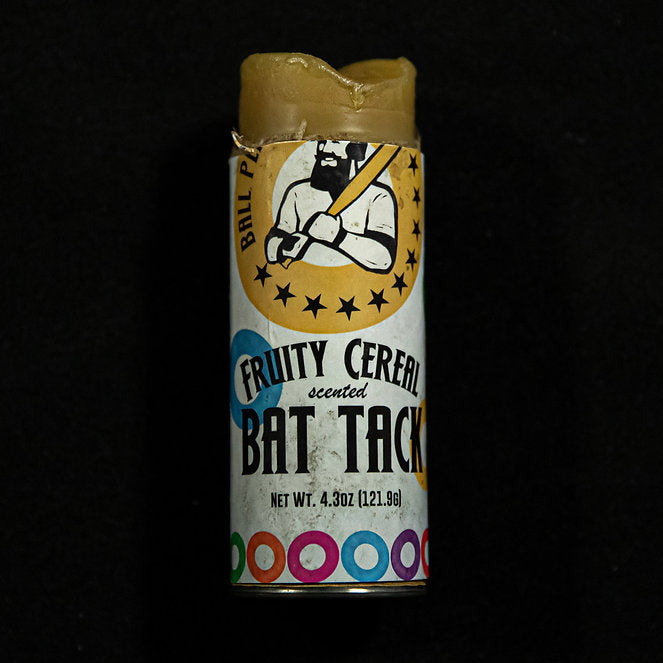 BALL
FRUITY CEREAL
scented
BAT TACK
NET WT. 4.3OZ (121.9G)